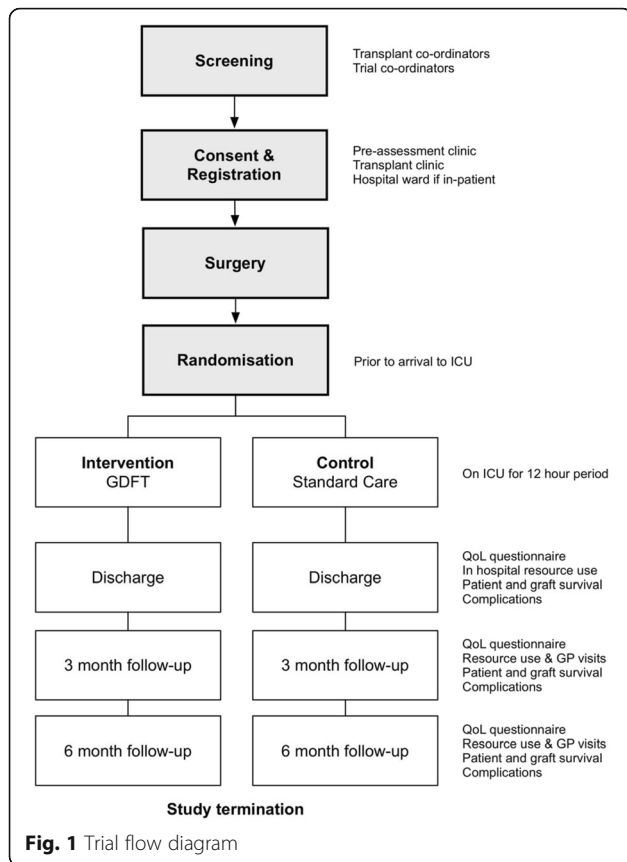 Screening
Transplant co-ordinators
Trial co-ordinators
Consent &
Registration
Pre-assessment clinic
Transplant clinic
Hospital ward if in-patient
Surgery
Randomisation
Prior to arrival to ICU
Intervention
GDFT
Control
Standard Care
On ICU for 12 hour period
Discharge
Discharge
QoL questionnaire
In hospital resource use
Patient and graft survival
Complications
3 month follow-up
3 month follow-up
QoL questionnaire
Resource use & GP visits
Patient and graft survival
Complications
6 month follow-up
6 month follow-up
QoL questionnaire
Resource use & GP visits
Patient and graft survival
Complications
Study termination
Fig. 1 Trial flow diagram